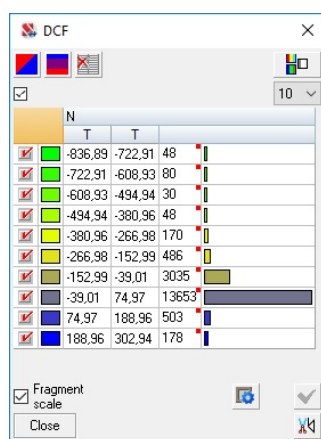 DCF
10
N
T T
-836,89 -722,91 48
-722,91 -608,93 80
-608,93 -494,94 30
-494,94 -380,96 48
-380,96 -266,98 170
-266,98 -152,99 486
-152,99 -39,01 3035
-39,01 74,97 13653
74,97 188,96 503
188,96 302,94 178
Fragment
scale
Close